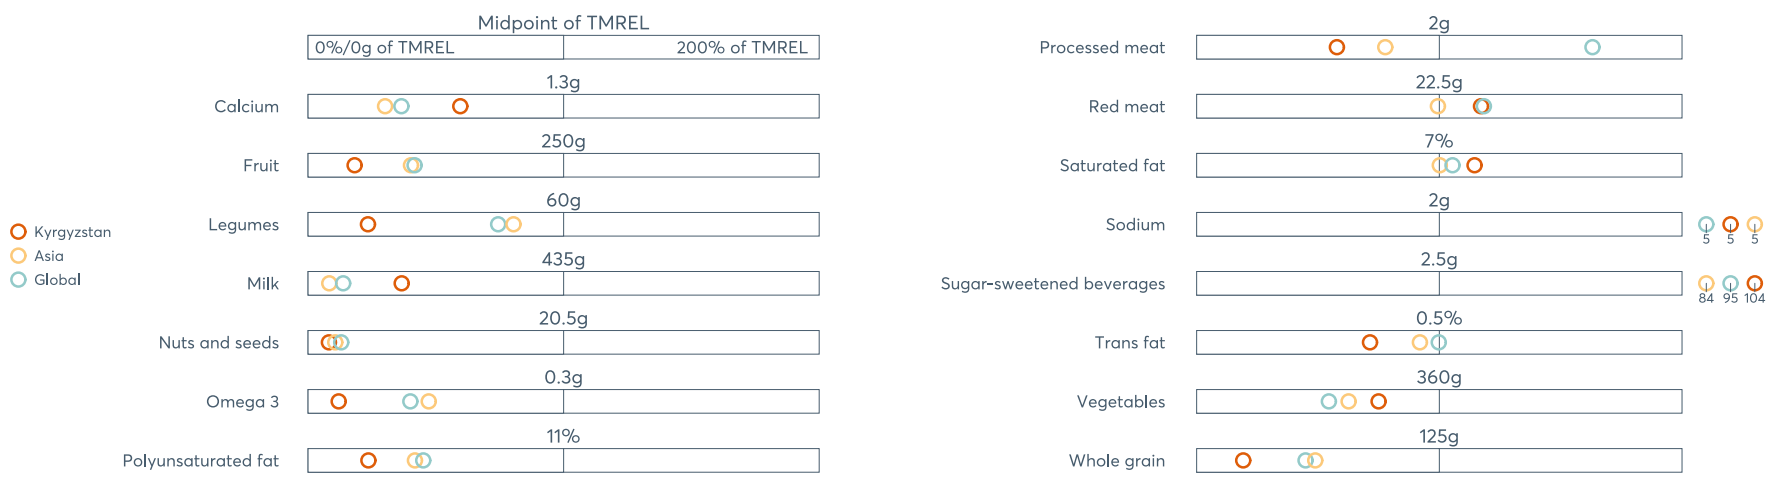 Midpoint of TMREL
0%/0g of TMREL 200% of TMREL
1.3g
Calcium
250g
Fruit
60g
Legumes
435g
Milk
20.5g
Nuts and seeds
0.3g
Omega 3
11%
Polyunsaturated fat
Kyrgyzstan
Asia
Global
2g
Processed meat
22.5g
Red meat
7%
Saturated fat
2g
Sodium
5 5 5
2.5g
Sugar-sweetened beverages
84 95 104
0.5%
Trans fat
360g
Vegetables
125g
Whole grain